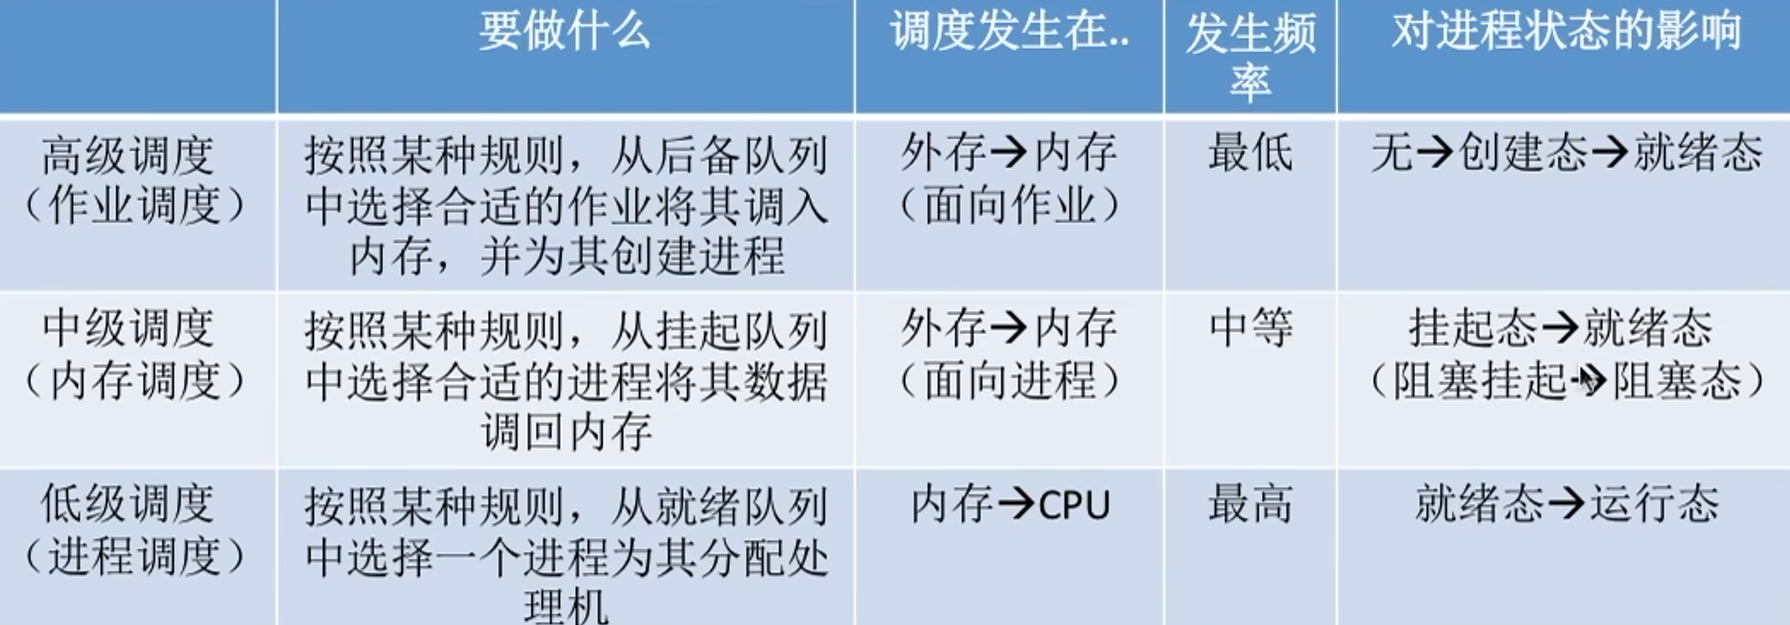 要做什么
调度发生在..
发生频
率
对进程状态的影响
高级调度
（作业调度）
按照某种规则，从后备队列
中选择合适的作业将其调入
内存，并为其创建进程
外存→内存
（面向作业）
最低
无→创建态→就绪态
中级调度
（内存调度）
按照某种规则，从挂起队列
中选择合适的进程将其数据
调回内存
外存→内存
（面向进程）
中等
挂起态→就绪态
（阻塞挂起→阻塞态）
低级调度
（进程调度）
按照某种规则，从就绪队列
中选择一个进程为其分配处
理机
内存→CPU
最高
就绪态→运行态